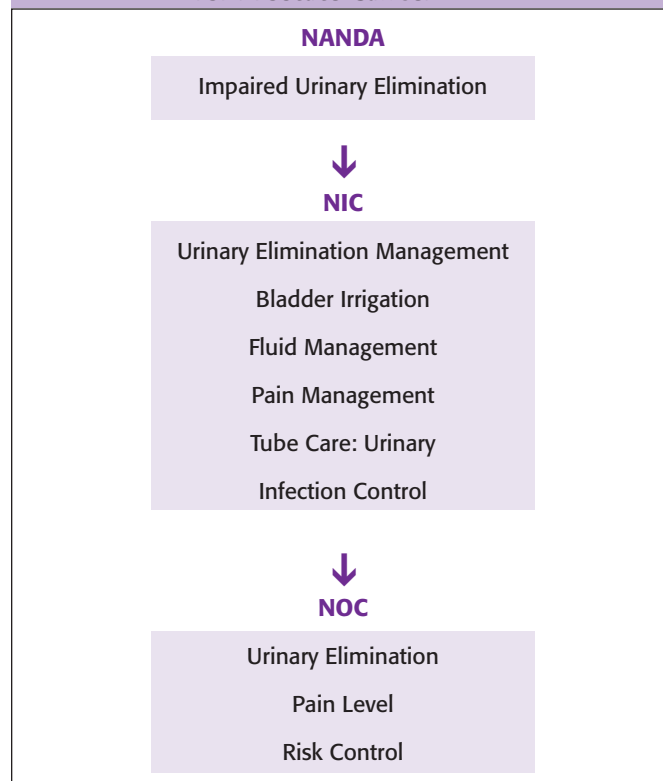 NANDA
Impaired Urinary Elimination
↓
NIC
Urinary Elimination Management
Bladder Irrigation
Fluid Management
Pain Management
Tube Care: Urinary
Infection Control
↓
NOC
Urinary Elimination
Pain Level
Risk Control